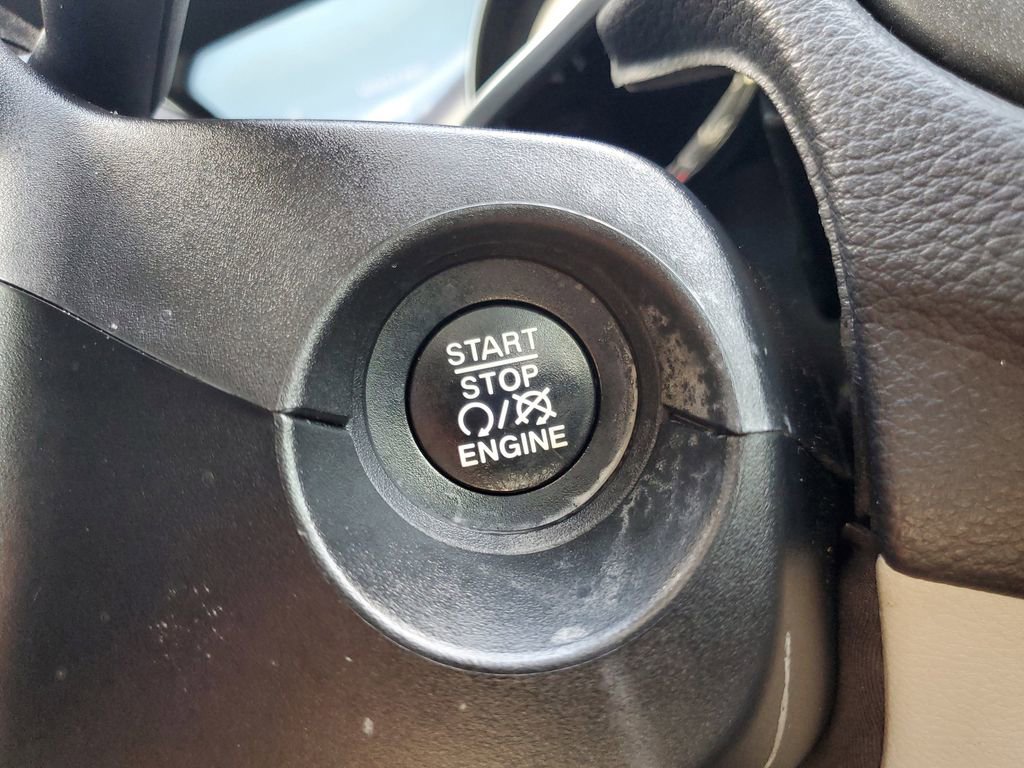 START
STOP
/
ENGINE